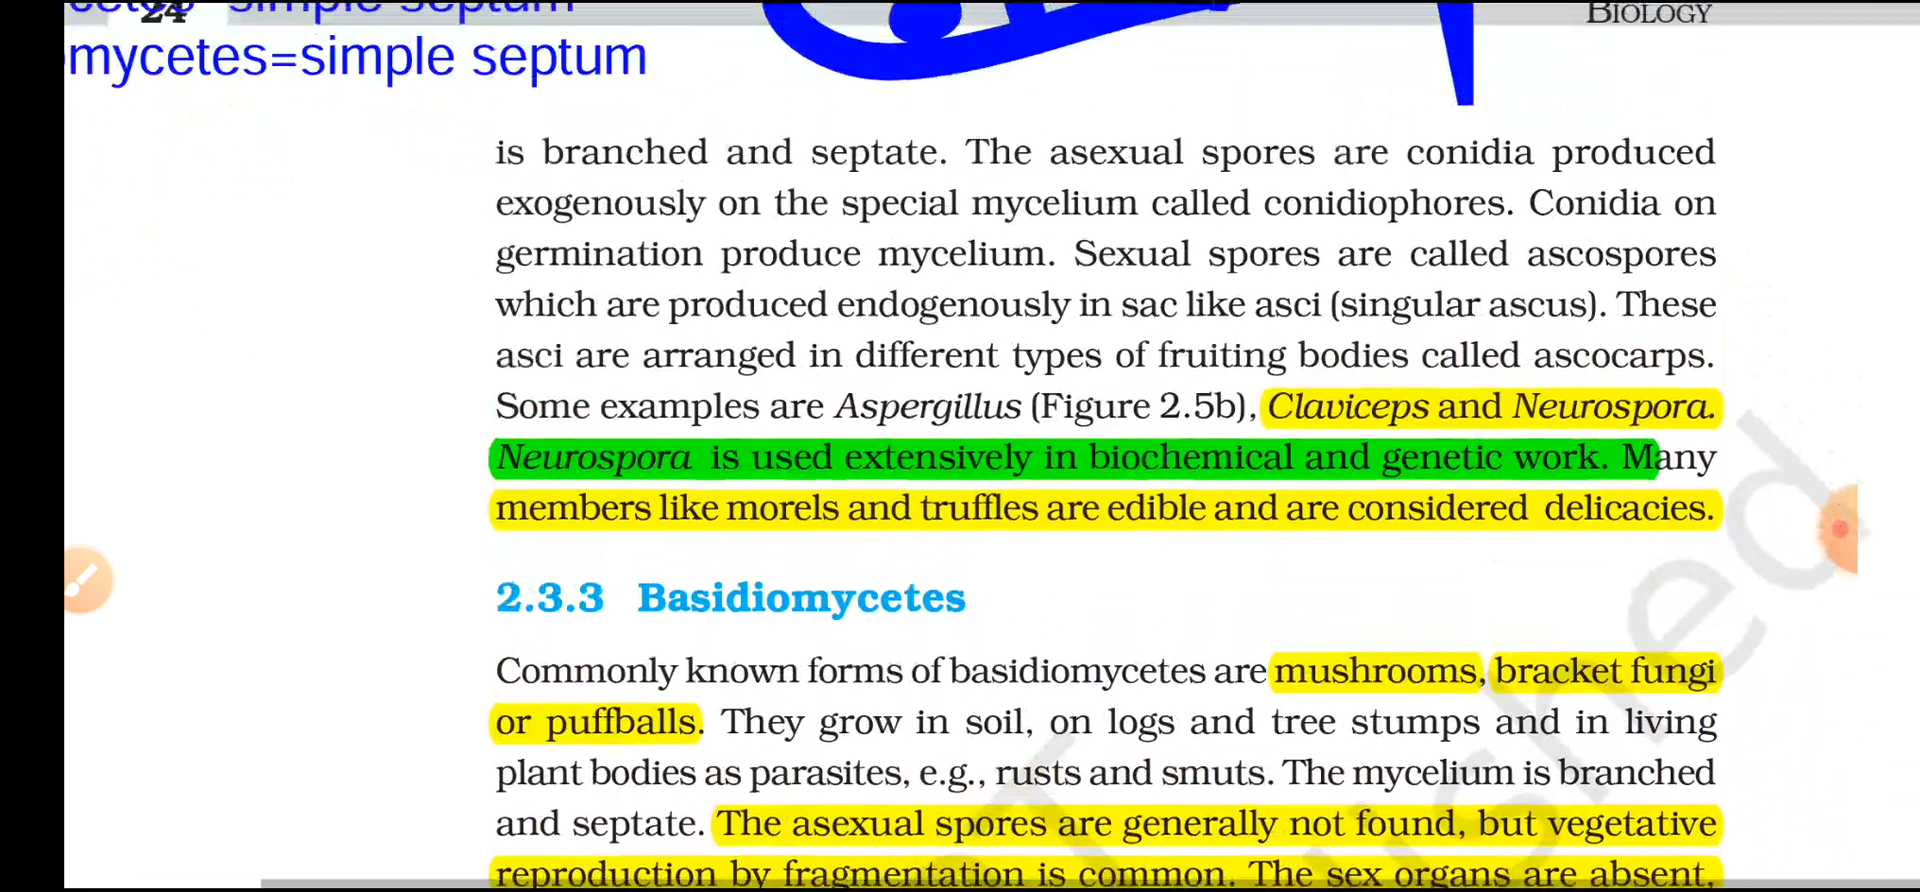 24
BIOLOGY
mycetes=simple septum
is branched and septate. The asexual spores are conidia produced
exogenously on the special mycelium called conidiophores. Conidia on
germination produce mycelium. Sexual spores are called ascospores
which are produced endogenously in sac like asci (singular ascus). These
asci are arranged in different types of fruiting bodies called ascocarps.
Some examples are Aspergillus (Figure 2.5b), Claviceps and Neurospora.
Neurospora is used extensively in biochemical and genetic work. Many
members like morels and truffles are edible and are considered delicacies.
2.3.3 Basidiomycetes
Commonly known forms of basidiomycetes are mushrooms, bracket fungi
or puffballs. They grow in soil, on logs and tree stumps and in living
plant bodies as parasites, e.g., rusts and smuts. The mycelium is branched
and septate. The asexual spores are generally not found, but vegetative
reproduction by fragmentation is common. The sex organs are absent,